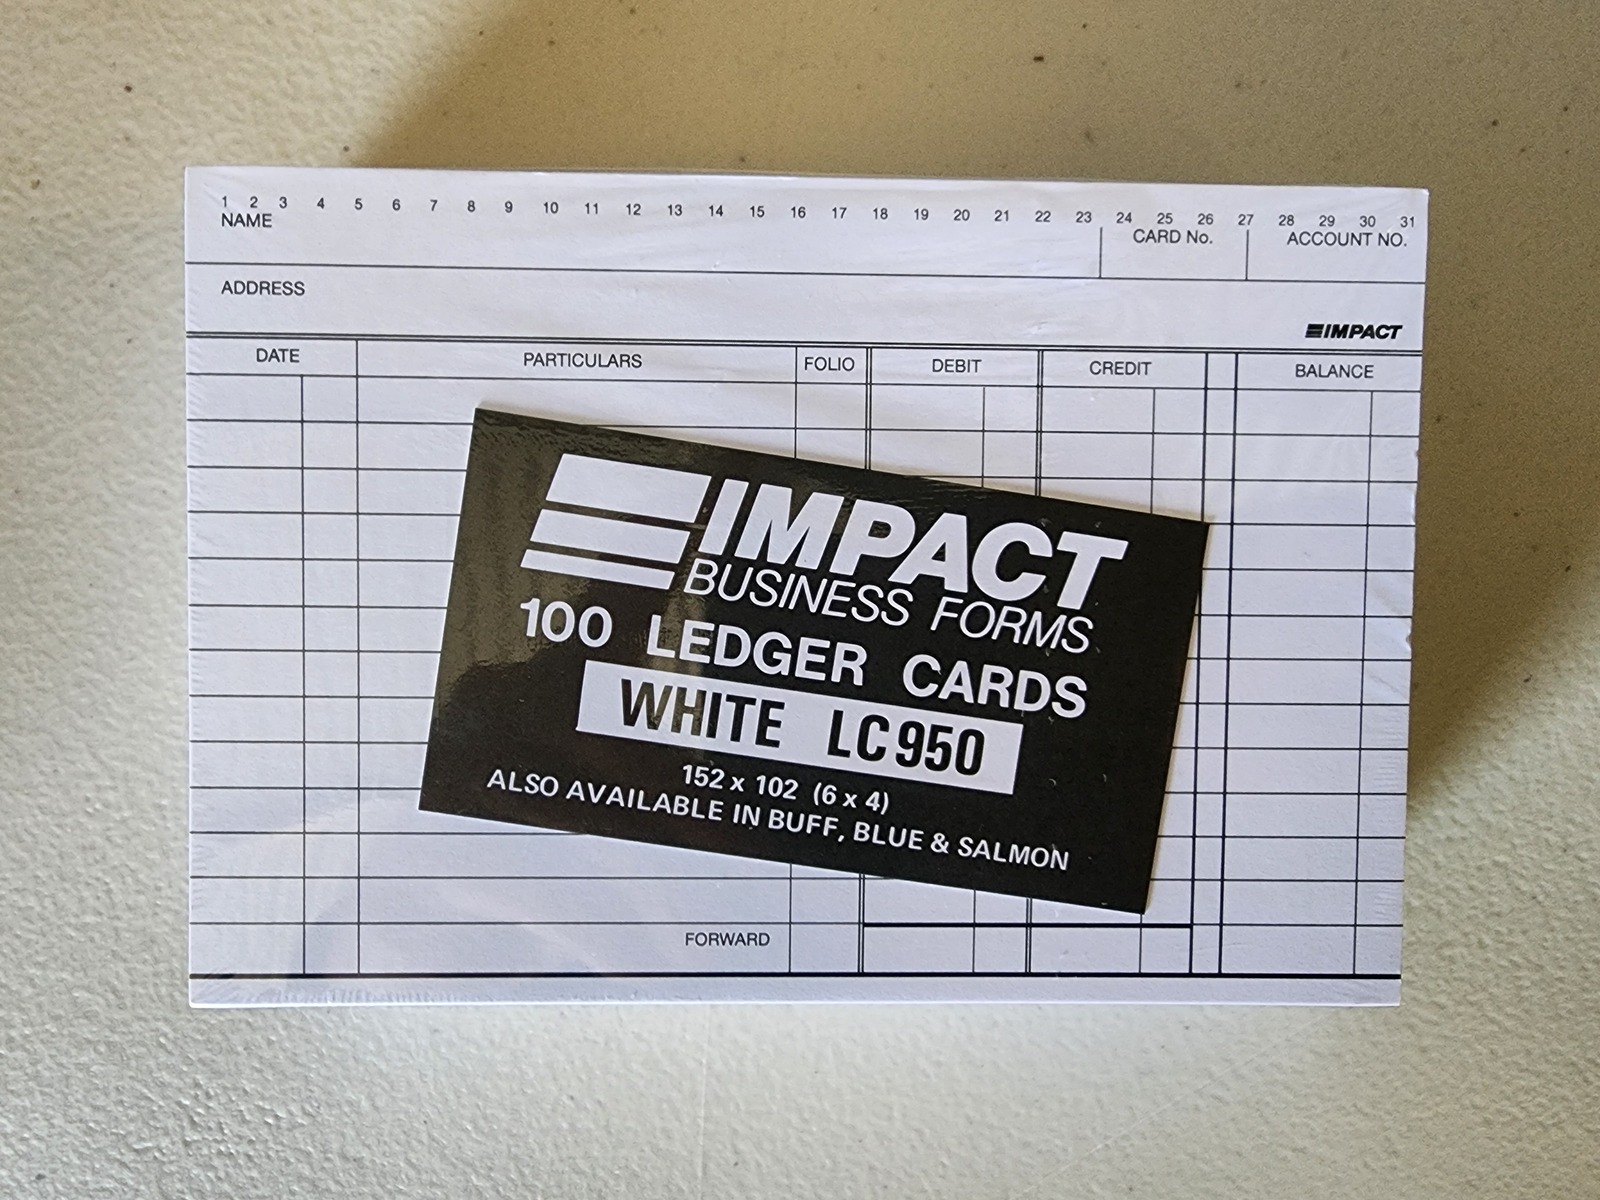 1 2 3 4 5 6 7 8 9 10 11 12 13 14 15 16 17 18 19 20 21 22 23 24 25 26 27 28 29 30 31
NAME CARD No. ACCOUNT NO.
ADDRESS
IMPACT
DATE PARTICULARS FOLIO DEBIT CREDIT BALANCE
IMPACT
BUSINESS FORMS
100 LEDGER CARDS
WHITE LC950
152 x 102 (6 x 4)
ALSO AVAILABLE IN BUFF, BLUE & SALMON
FORWARD